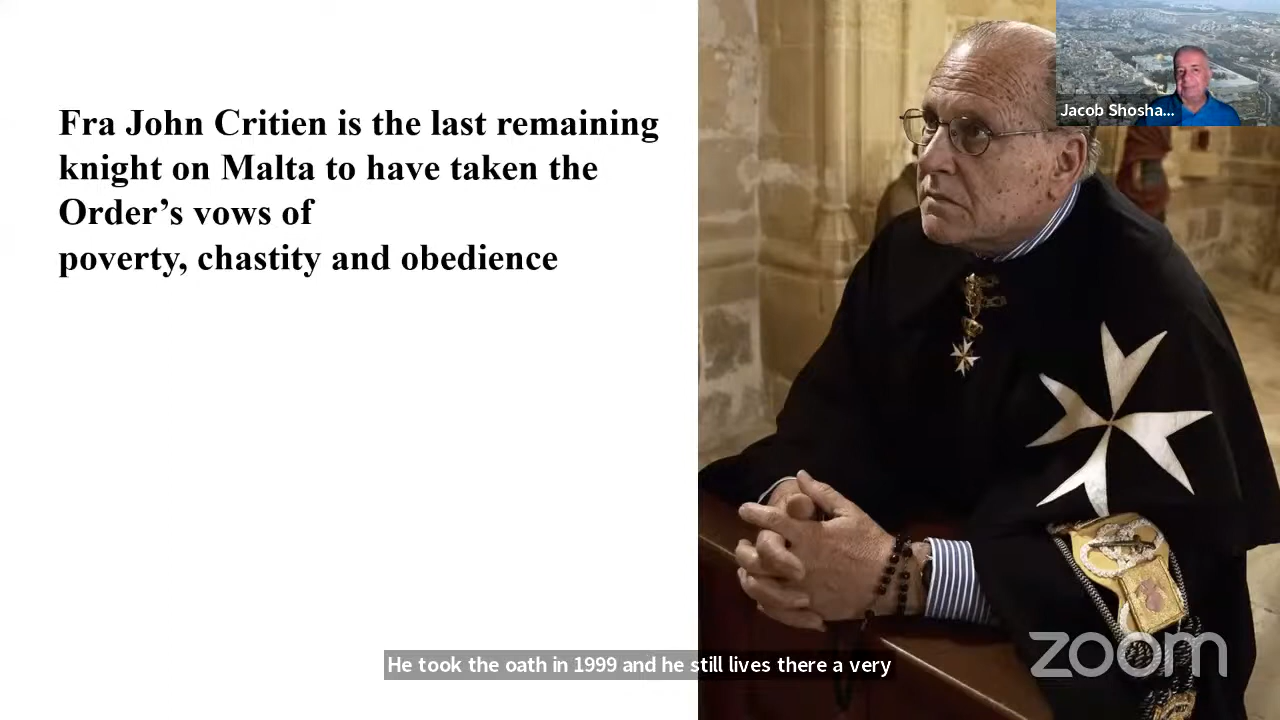 Fra John Critien is the last remaining
knight on Malta to have taken the
Order's vows of
poverty, chastity and obedience
Jacob Shosha...
He took the oath in 1999 and he still lives there a very
zoom